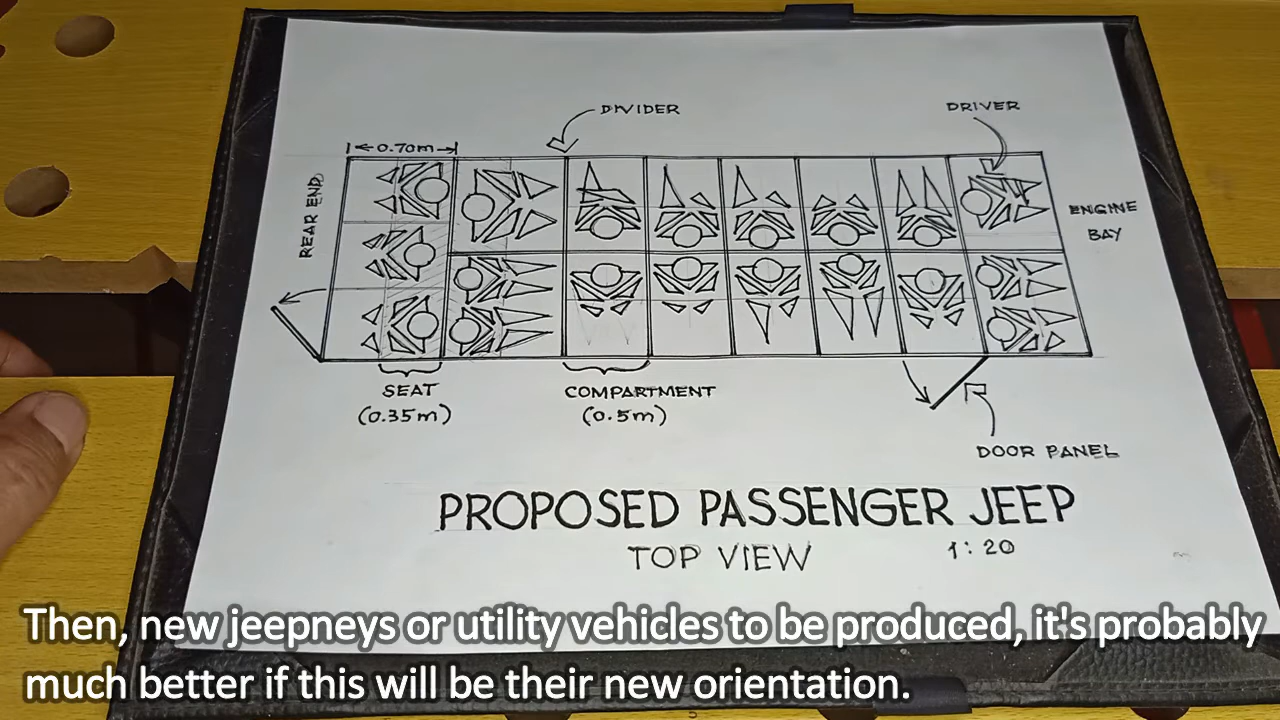 DIVIDER
DRIVER
0.70m
REAR END
ENGINE
BAY
SEAT
(0.35m)
COMPARTMENT
(0.5m)
DOOR PANEL
PROPOSED PASSENGER JEEP
TOP VIEW
1:20
Then, new jeepneys or utility vehicles to be produced, it's probably
much better if this will be their new orientation.